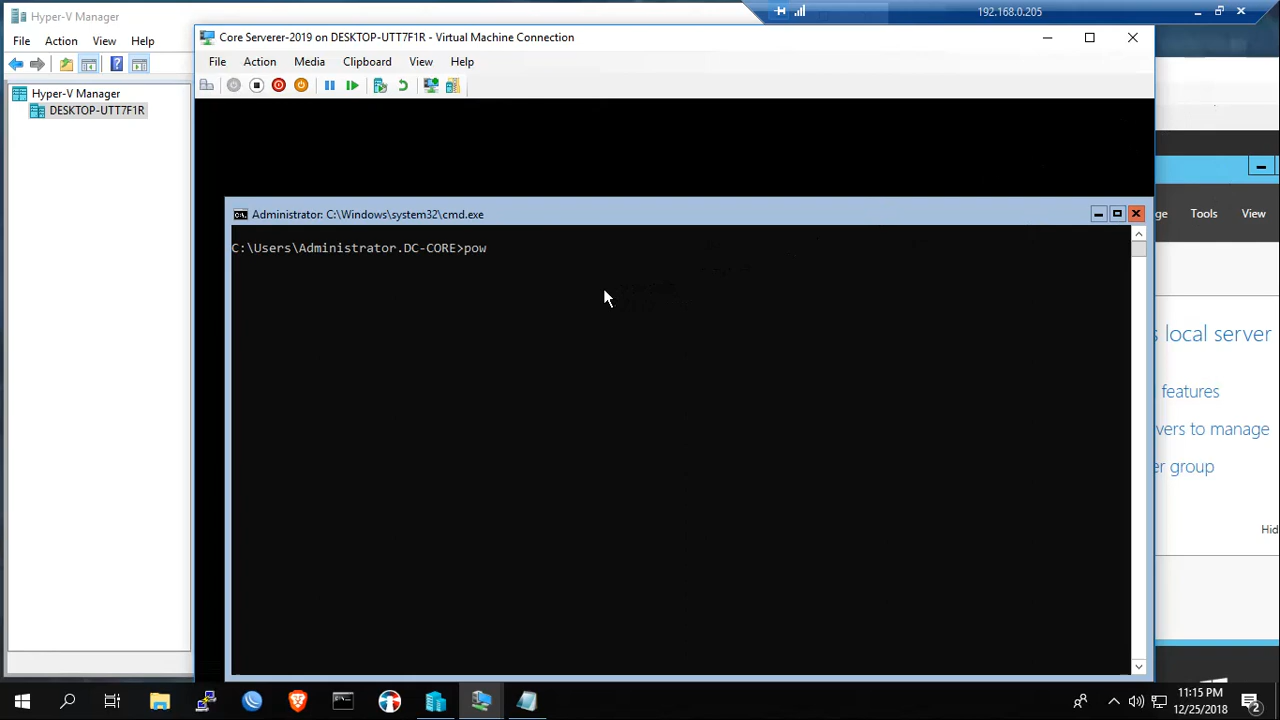 Hyper-V Manager
192.168.0.205
File Action View Help
Hyper-V Manager
DESKTOP-UTT7F1R
Core Serverer-2019 on DESKTOP-UTT7F1R - Virtual Machine Connection
File Action Media Clipboard View Help
Administrator: C:\Windows\system32\cmd.exe
C:\Users\Administrator.DC-CORE>pow
ge Tools View
s local server
features
vers to manage
er group
Hid
11:15 PM
12/25/2018
2